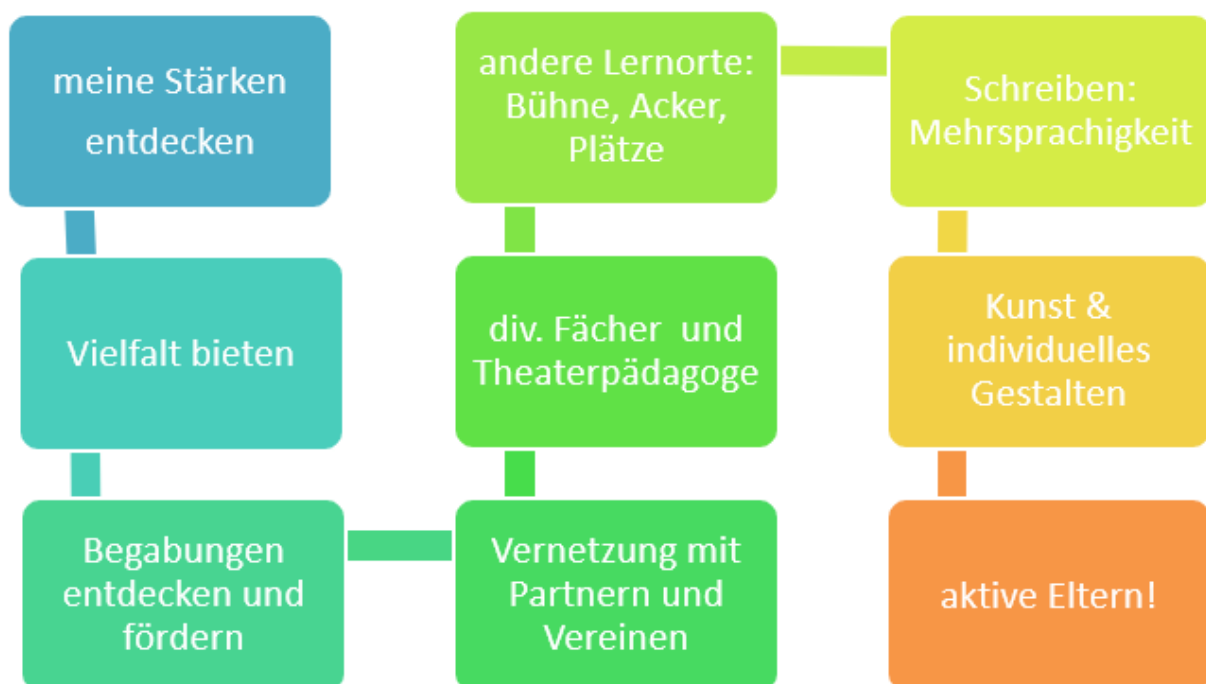 meine Stärken
entdecken
Vielfalt bieten
Begabungen
entdecken und
fördern
Vernetzung mit
Partnern und
Vereinen
div. Fächer und
Theaterpädagoge
andere Lernorte:
Bühne, Acker,
Plätze
Schreiben:
Mehrsprachigkeit
Kunst &
individuelles
Gestalten
aktive Eltern!